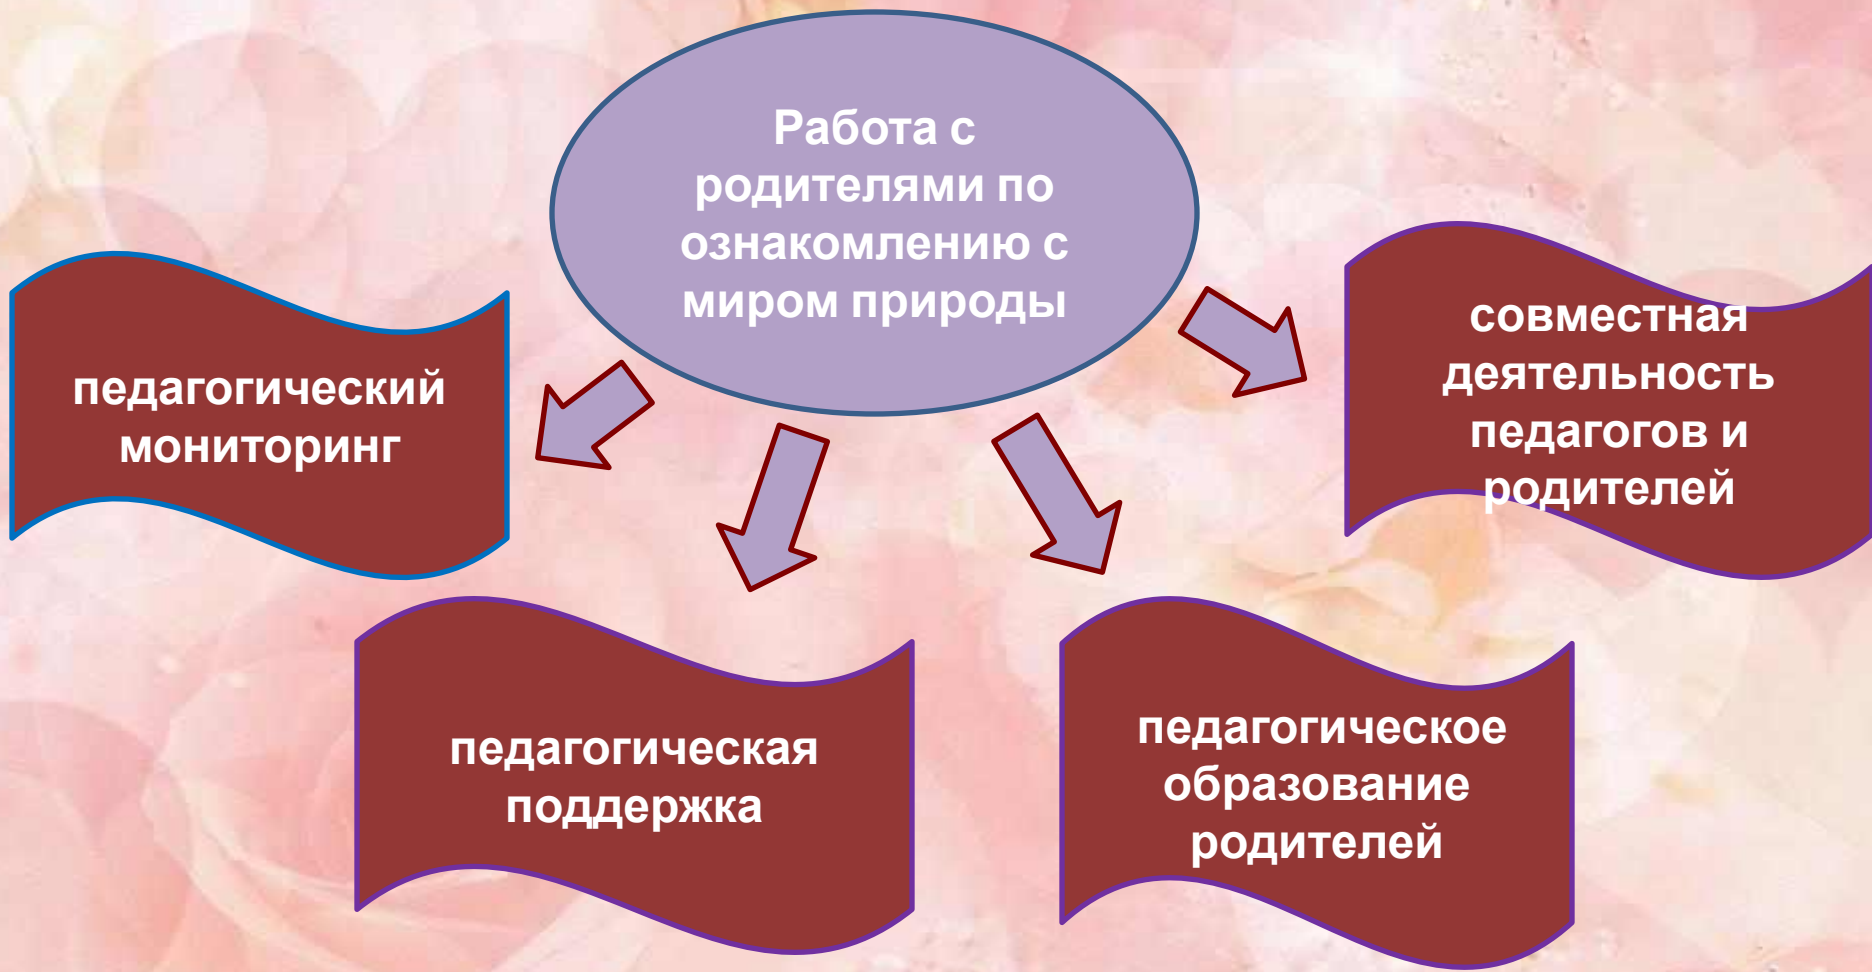 Работа с
родителями по
ознакомлению с
миром природы
педагогический
мониторинг
педагогическая
поддержка
педагогическое
образование
родителей
совместная
деятельность
педагогов и
родителей